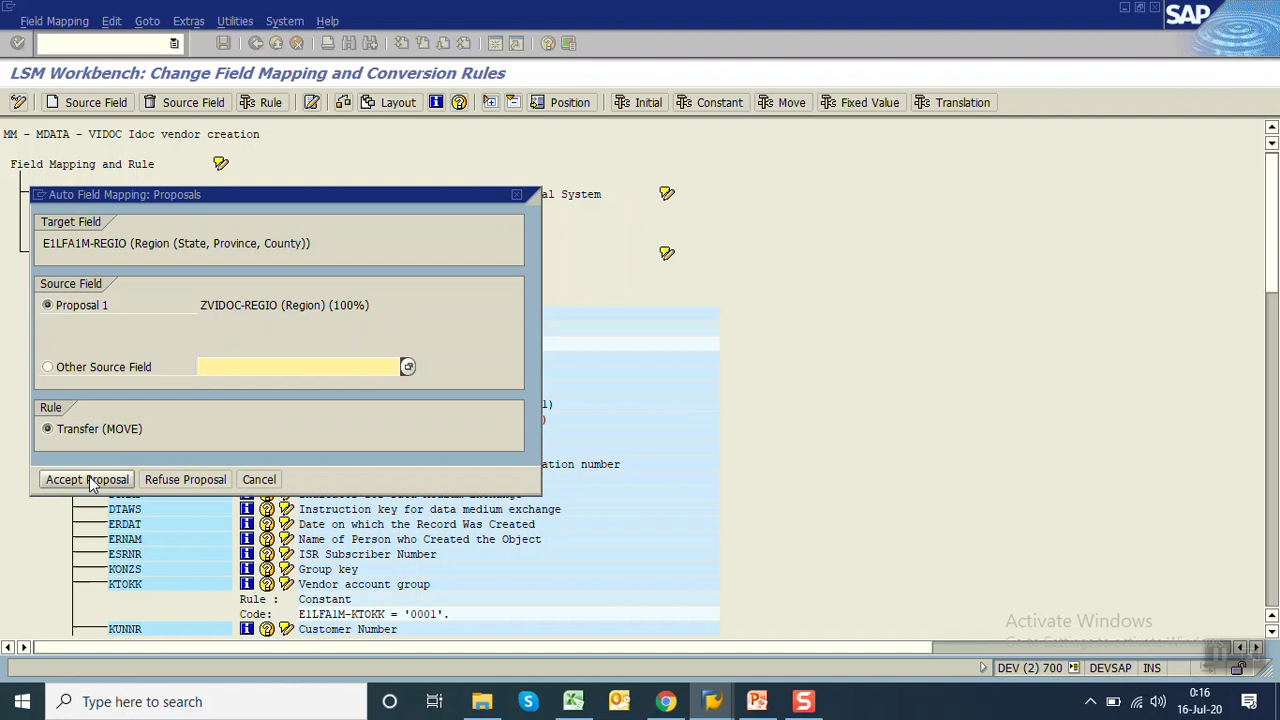 Field Mapping Edit Goto Extras Utilities System Help
SAP
LSM Workbench: Change Field Mapping and Conversion Rules
Source Field Source Field Rule Layout Position Initial Constant Move Fixed Value Translation
MM - MDATA - VIDOC Idoc vendor creation
Field Mapping and Rule
Auto Field Mapping: Proposals
al System
Target Field
E1LFA1M-REGIO (Region (State, Province, County))
Source Field
Proposal 1 ZVIDOC-REGIO (Region) (100%)
Other Source Field
Rule
Transfer (MOVE)
ation number
Accept Proposal Refuse Proposal Cancel
DTAWS Instruction key for data medium exchange
ERDAT Date on which the Record Was Created
ERNAM Name of Person who Created the Object
ESRNR ISR Subscriber Number
KONZS Group key
KTOKK Vendor account group
Rule : Constant
Code: E1LFA1M-KTOKK = '0001'.
KUNNR Customer Number
Activate Windows
Go to Settings to activate Windows.
DEV (2) 700 DEVSAP INS
Type here to search
0:16
16-Jul-20